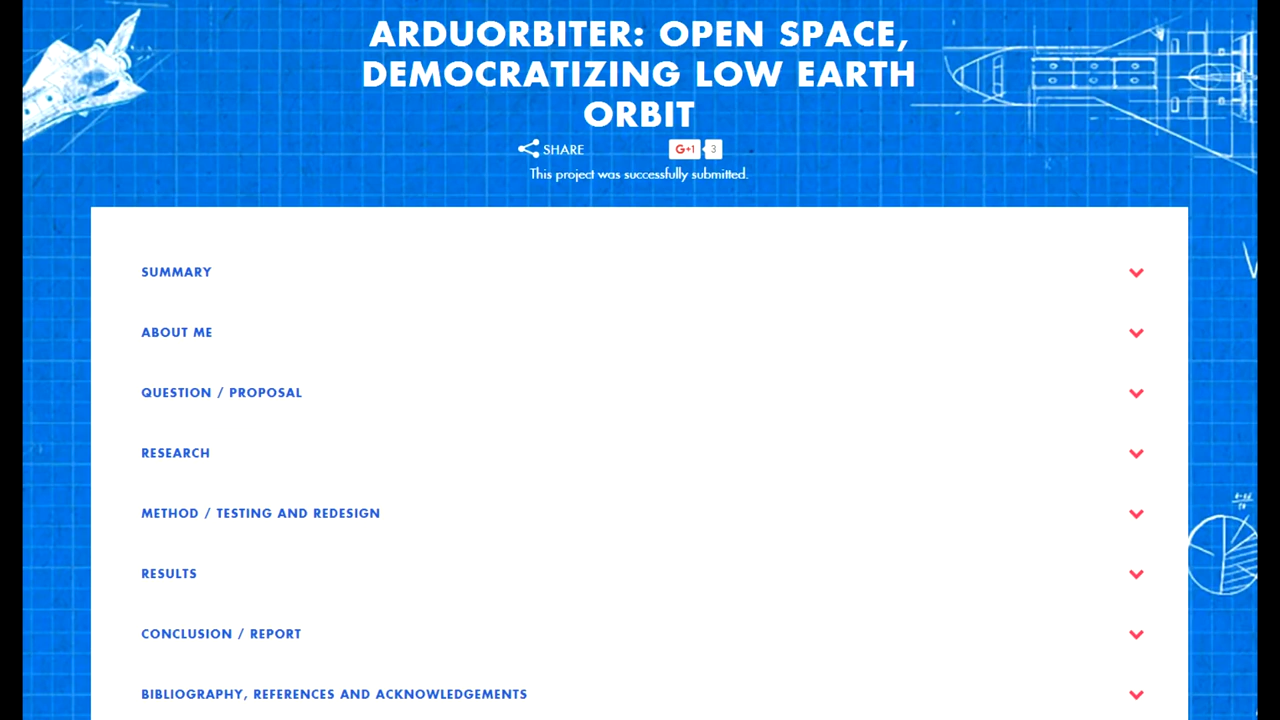 ARDUORBITER: OPEN SPACE,
DEMOCRATIZING LOW EARTH
ORBIT
SHARE G+1 3
This project was successfully submitted.
SUMMARY
ABOUT ME
QUESTION / PROPOSAL
RESEARCH
METHOD / TESTING AND REDESIGN
RESULTS
CONCLUSION / REPORT
BIBLIOGRAPHY, REFERENCES AND ACKNOWLEDGEMENTS